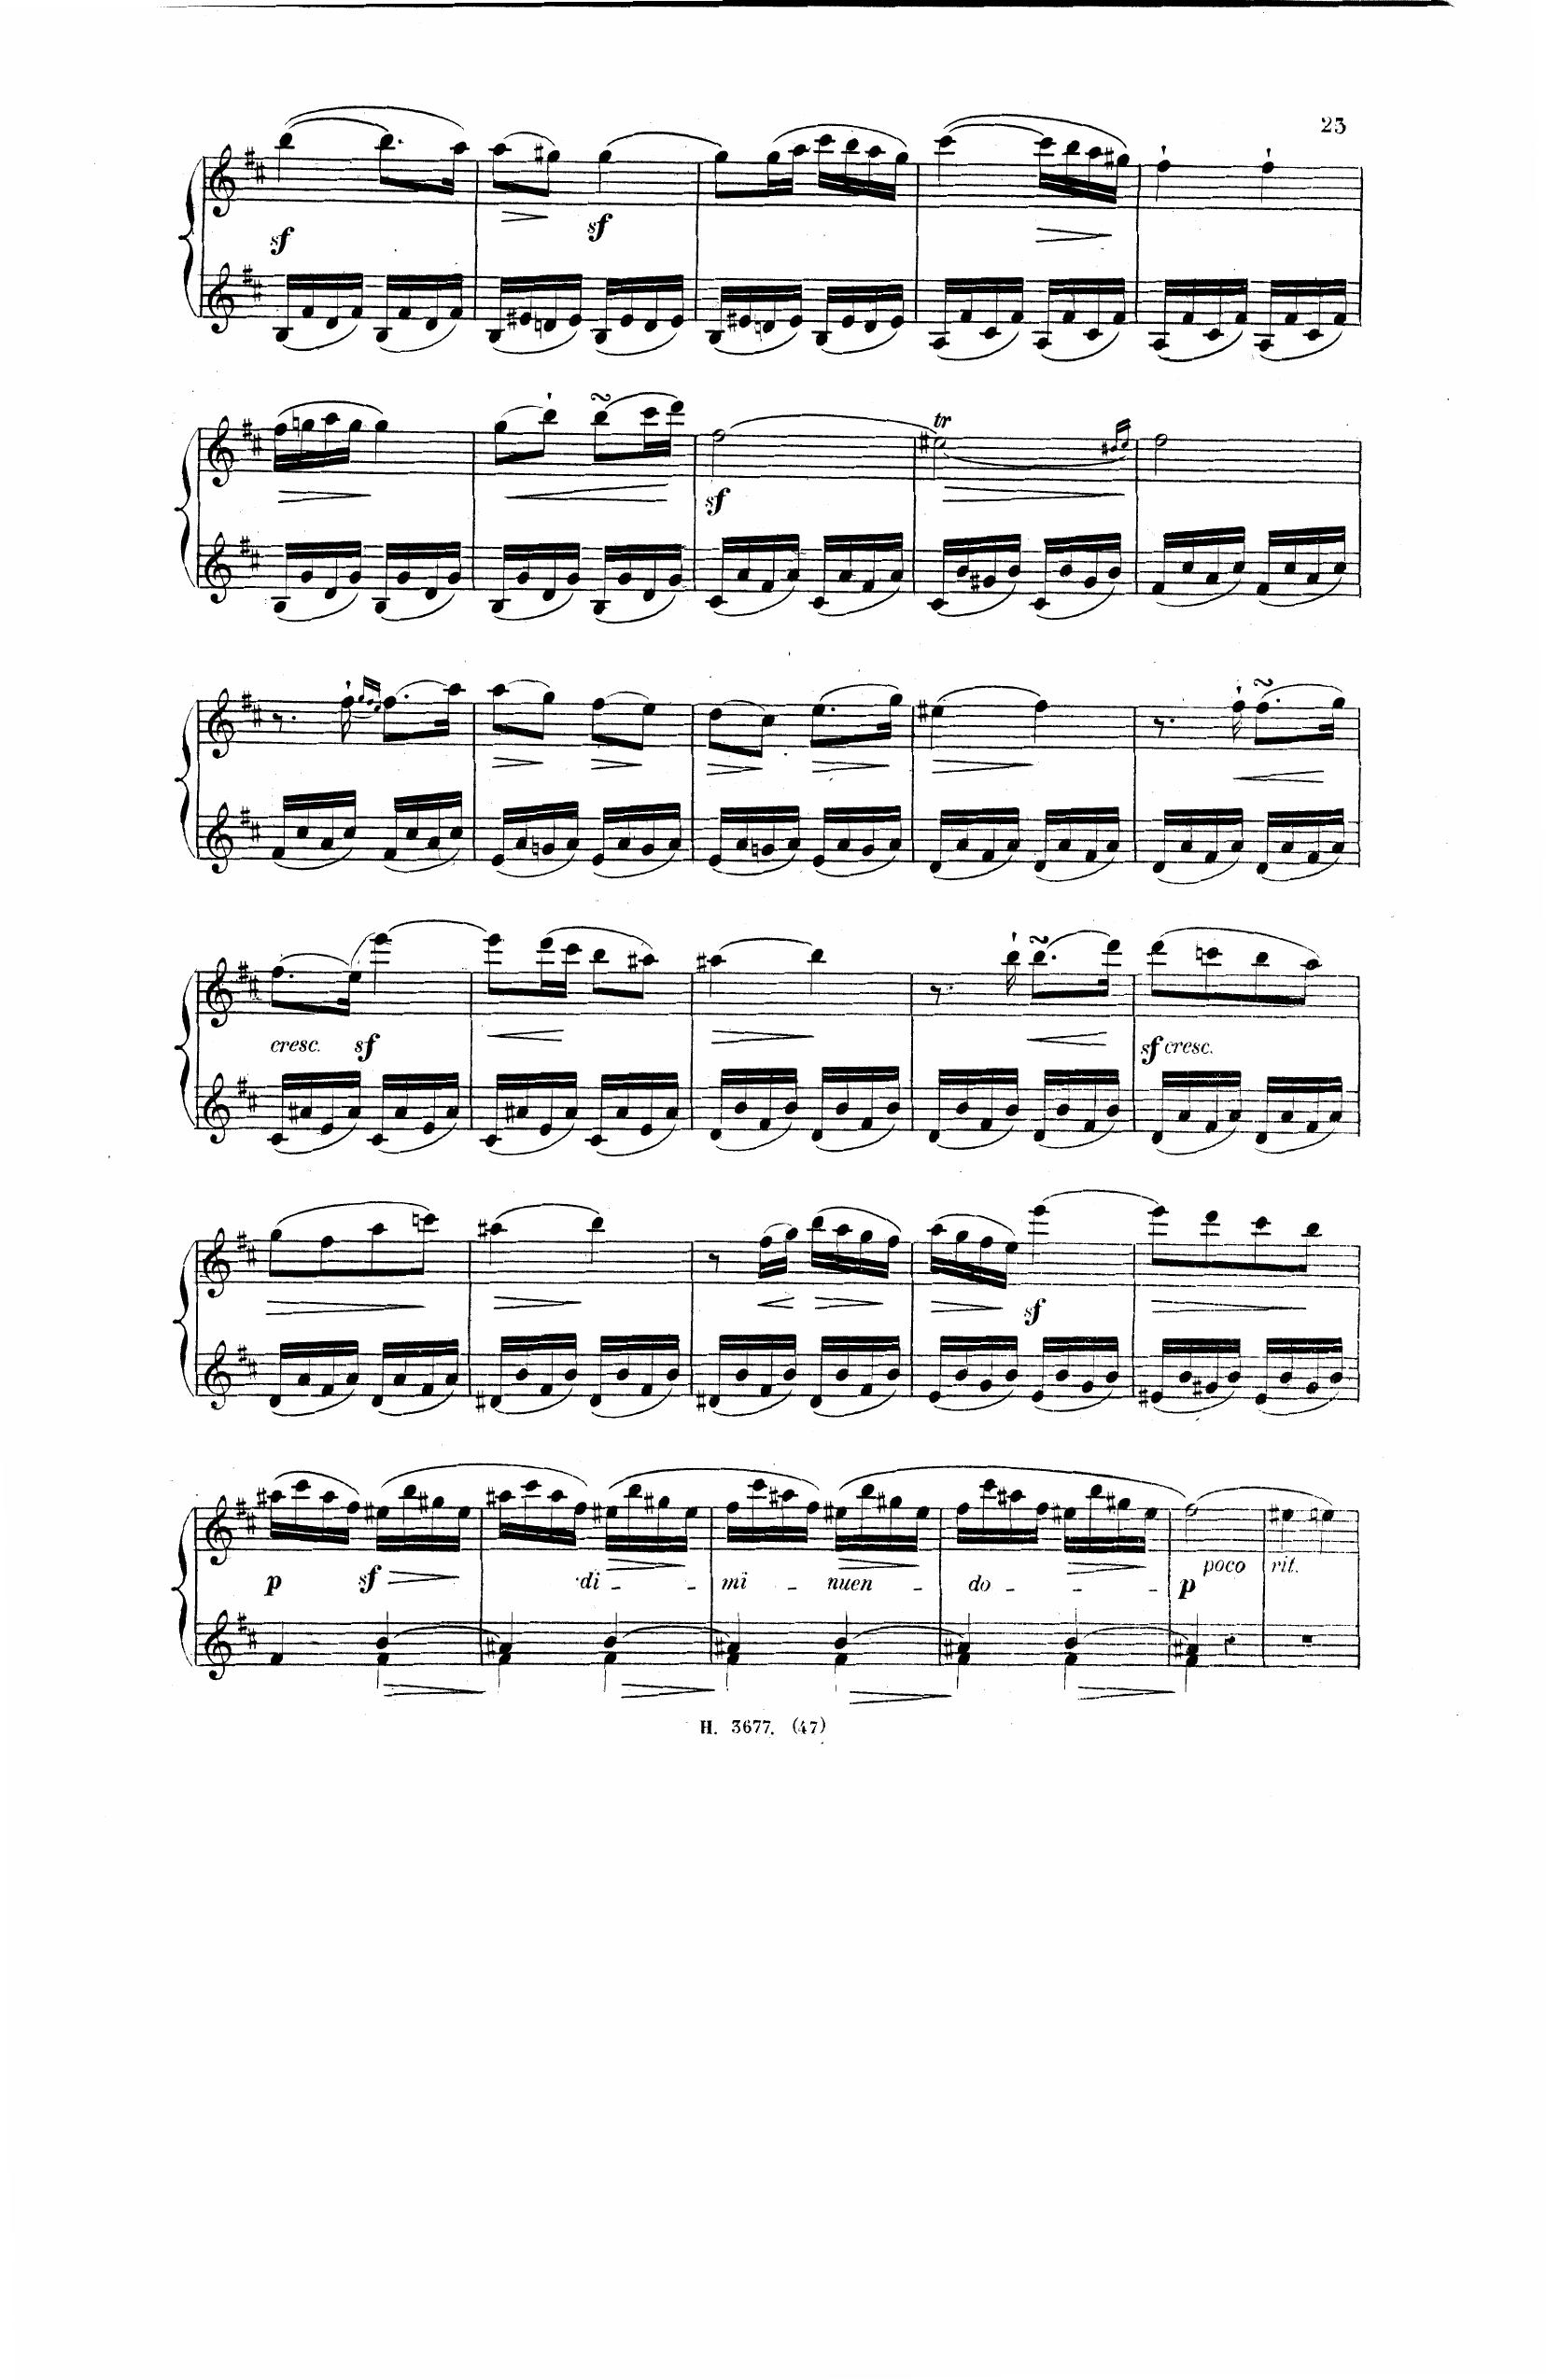 23
sf
sf
sf
tr
cresc.
sf
sf cresc.
sf
p
sf
di - mi - nuen - do - - -
p
poco rit.
H. 3677. (47)